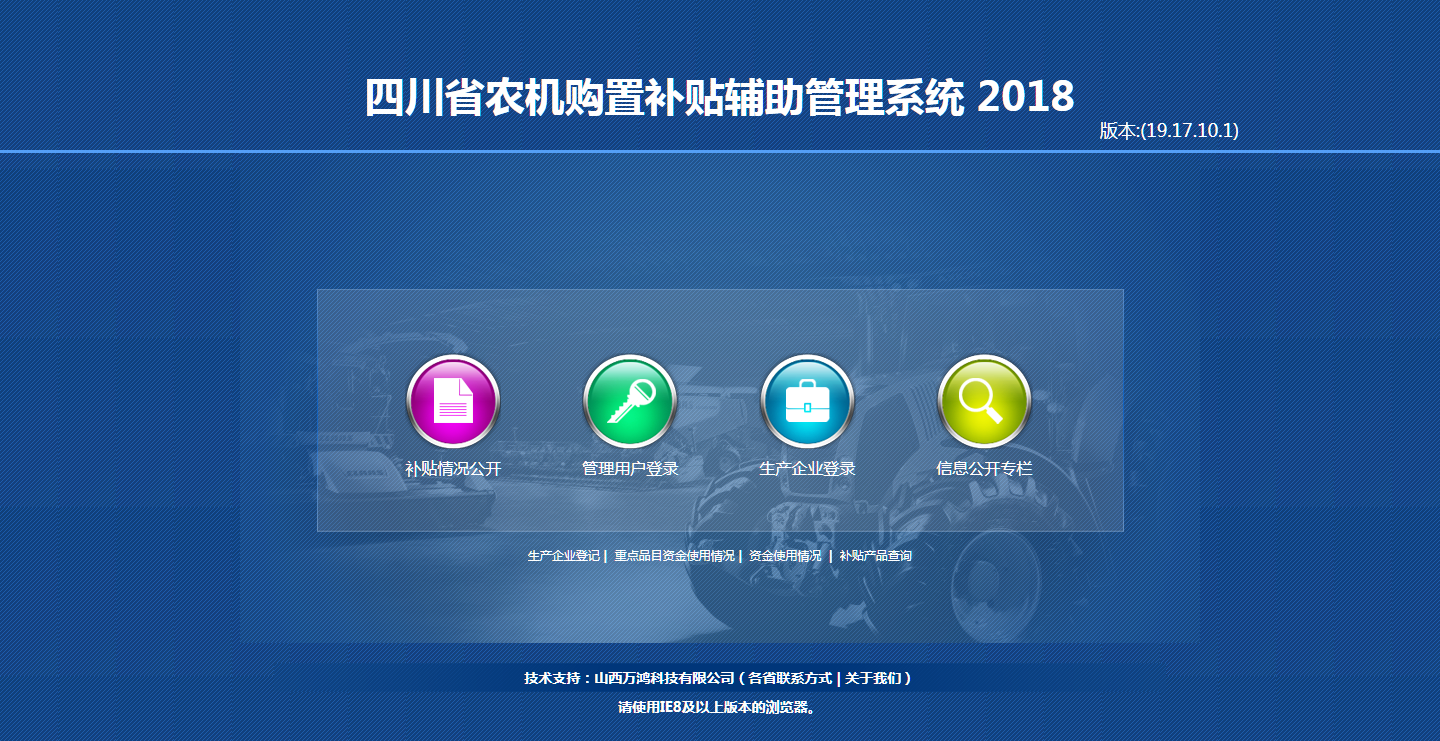 四川省农机购置补贴辅助管理系统 2018
版本:(19.17.10.1)
补贴情况公开 管理用户登录 生产企业登录 信息公开专栏
生产企业登记 | 重点品目资金使用情况 | 资金使用情况 | 补贴产品查询
技术支持：山西万鸿科技有限公司（各省联系方式 | 关于我们）
请使用IE8及以上版本的浏览器。